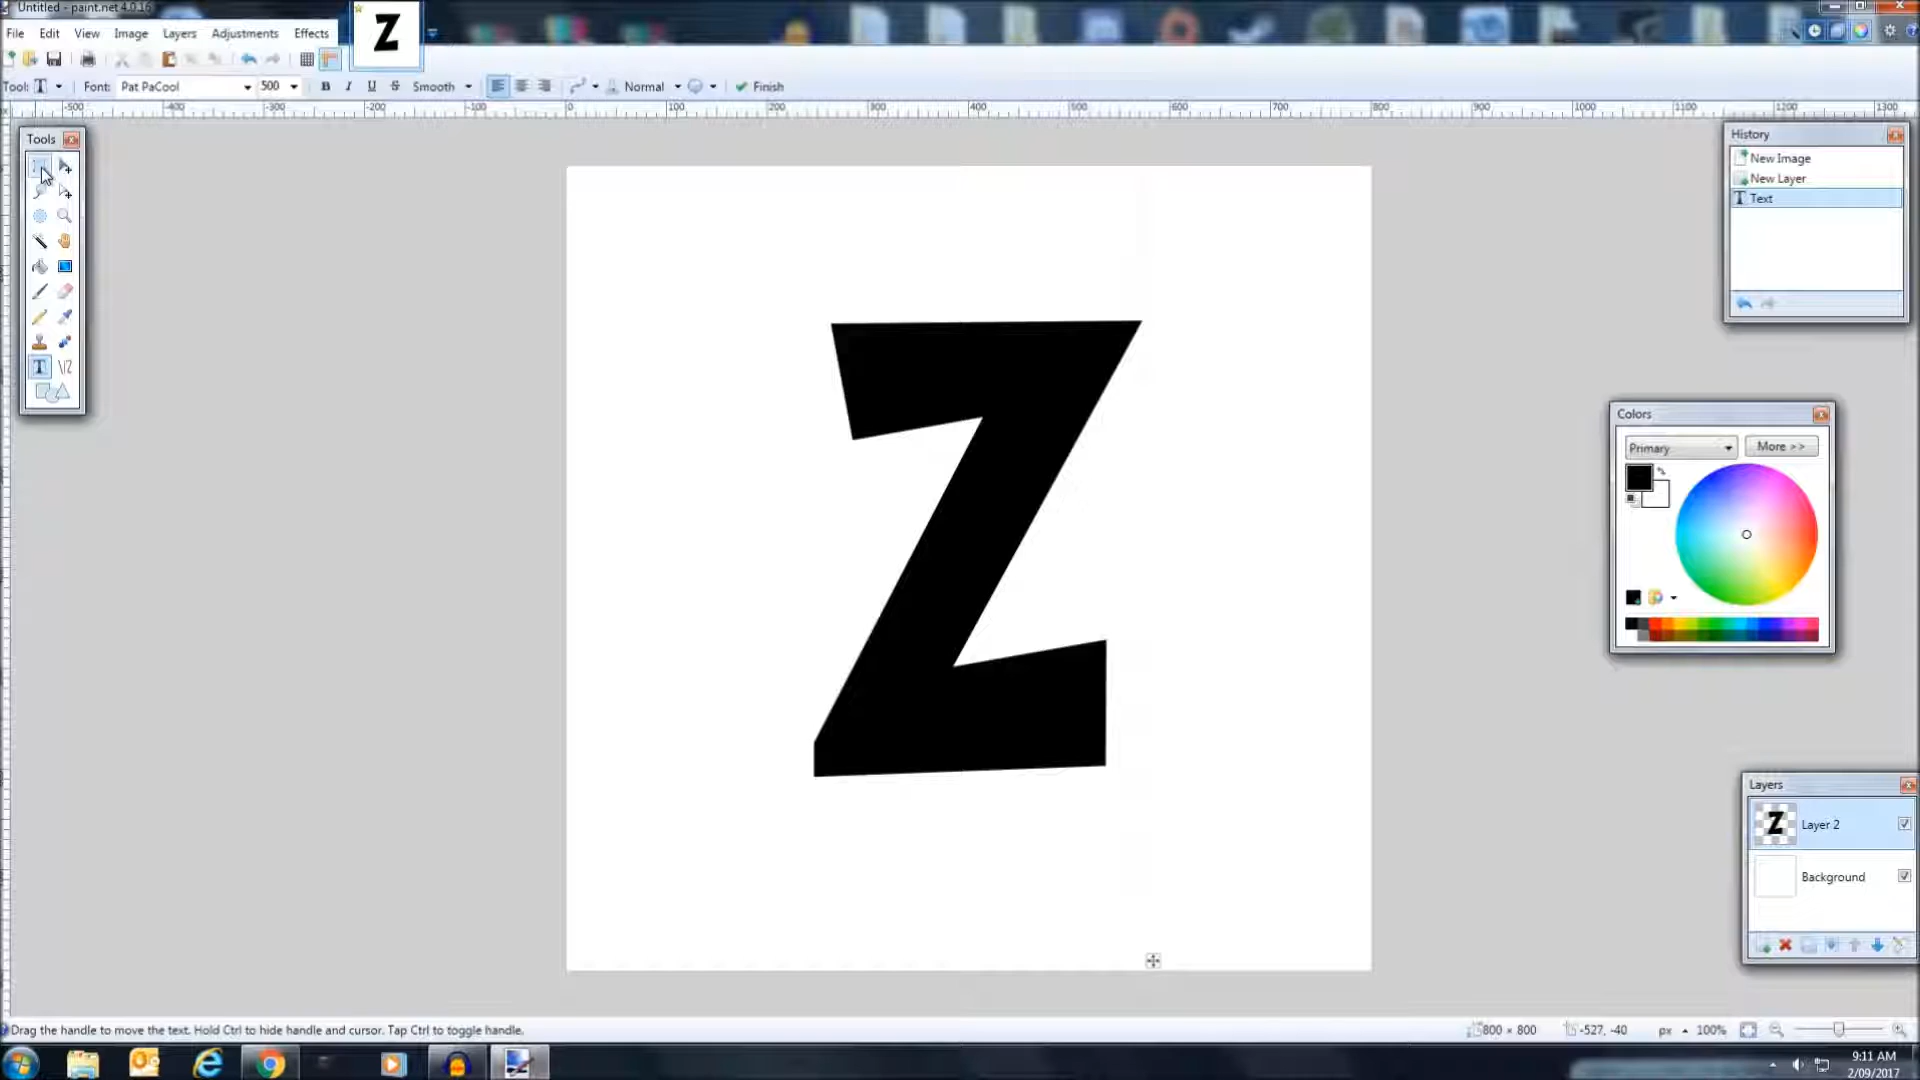 Untitled - paint.net 4.0.16
File Edit View Image Layers Adjustments Effects
Z
Tool: T Font: Pat PaCool 500 B I U S Smooth Normal Finish
-500 -400 -300 -200 -100 0 100 200 300 400 500 600 700 800 900 1000 1100 1200 1300
Tools
T
History
New Image
New Layer
T Text
Z
Colors
Primary More >>
Layers
Z Layer 2
Background
Drag the handle to move the text. Hold Ctrl to hide handle and cursor. Tap Ctrl to toggle handle.
800 × 800 -527, -40 px 100%
9:11 AM
2/09/2017